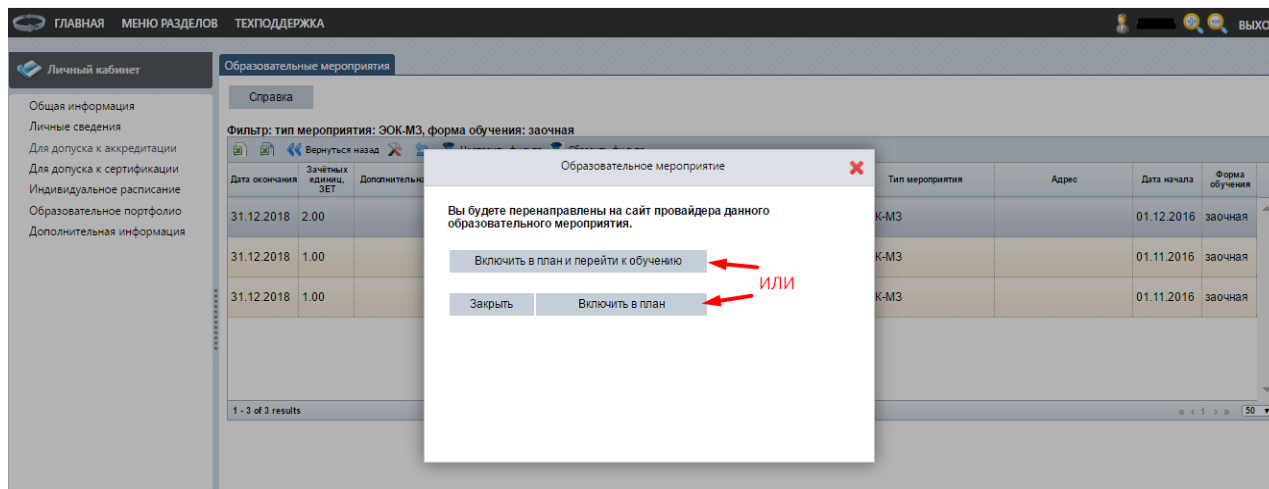 ГЛАВНАЯ МЕНЮ РАЗДЕЛОВ ТЕХПОДДЕРЖКА
Личный кабинет
Общая информация
Личные сведения
Для допуска к аккредитации
Для допуска к сертификации
Индивидуальное расписание
Образовательное портфолио
Дополнительная информация
Образовательные мероприятия
Справка
Фильтр: тип мероприятия: ЭОК-МЗ, форма обучения: заочная
Вернуться назад
Дата окончания
Зачётных
единиц,
ЗЕТ
Тип мероприятия
Адрес
Дата начала
Форма
обучения
31.12.2018 2.00 К-МЗ 01.12.2016 заочная
31.12.2018 1.00 К-МЗ 01.11.2016 заочная
31.12.2018 1.00 К-МЗ 01.11.2016 заочная
1 - 3 of 3 results
« ‹ 1 › » 50
Образовательное мероприятие
Вы будете перенаправлены на сайт провайдера данного
образовательного мероприятия.
Включить в план и перейти к обучению
ИЛИ
Закрыть Включить в план